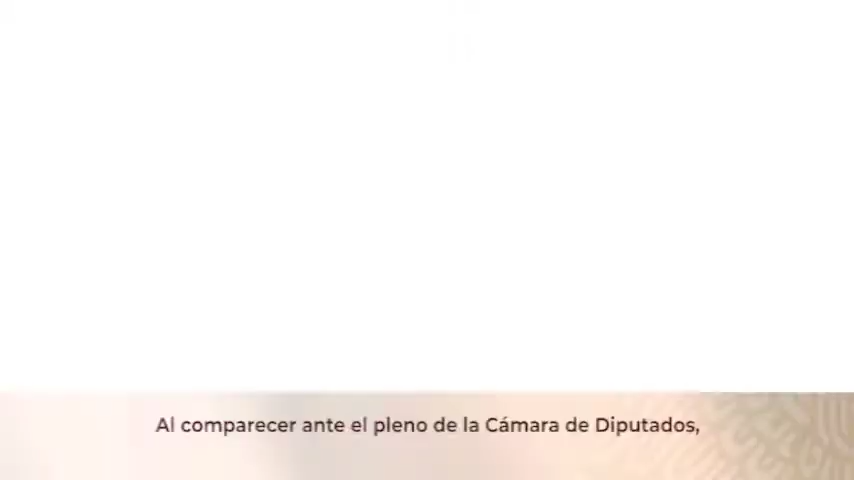 Al comparecer ante el pleno de la Cámara de Diputados,